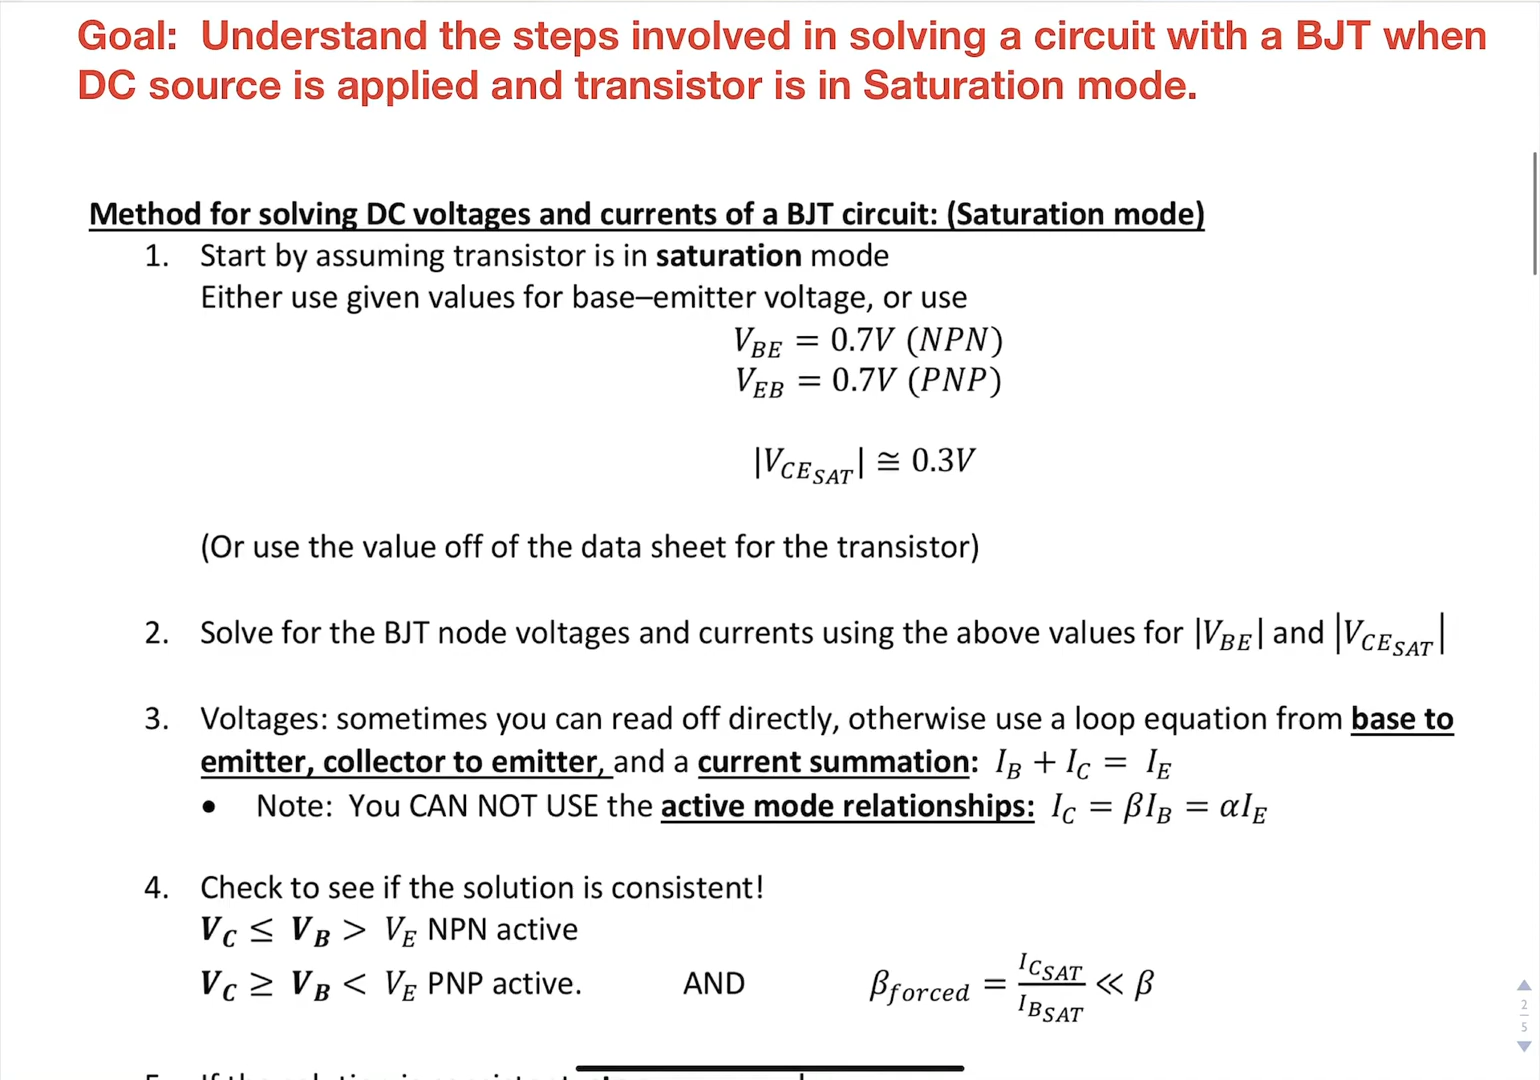 Goal: Understand the steps involved in solving a circuit with a BJT when
DC source is applied and transistor is in Saturation mode.
Method for solving DC voltages and currents of a BJT circuit: (Saturation mode)
1. Start by assuming transistor is in saturation mode
Either use given values for base–emitter voltage, or use
V_BE = 0.7V (NPN)
V_EB = 0.7V (PNP)
|V_CE_SAT| ≅ 0.3V
(Or use the value off of the data sheet for the transistor)
2. Solve for the BJT node voltages and currents using the above values for |V_BE| and |V_CE_SAT|
3. Voltages: sometimes you can read off directly, otherwise use a loop equation from base to
emitter, collector to emitter, and a current summation: I_B + I_C = I_E
• Note: You CAN NOT USE the active mode relationships: I_C = βI_B = αI_E
4. Check to see if the solution is consistent!
V_C ≤ V_B > V_E NPN active
V_C ≥ V_B < V_E PNP active. AND β_forced = I_C_SAT / I_B_SAT ≪ β
2
5